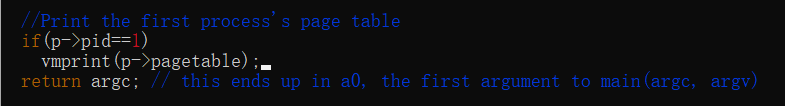 //Print the first process's page table
if(p->pid==1)
  vmprint(p->pagetable);
return argc; // this ends up in a0, the first argument to main(argc, argv)